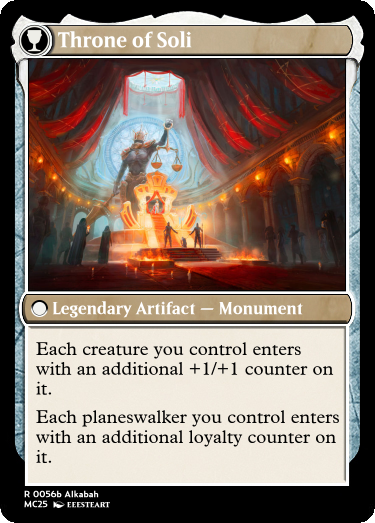 Throne of Soli
Legendary Artifact — Monument
Each creature you control enters
with an additional +1/+1 counter on
it.
Each planeswalker you control enters
with an additional loyalty counter on
it.
R 0056b Alkabah
MC25 EEESTEART